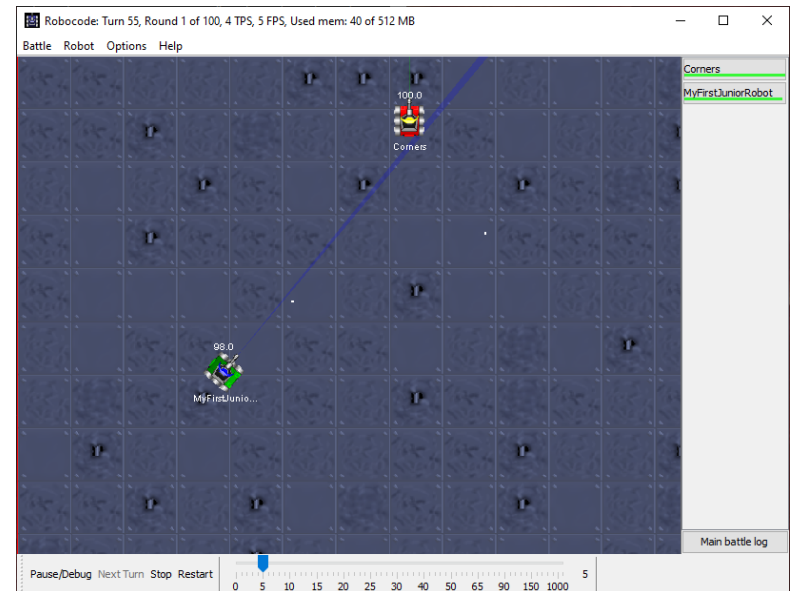 Robocode: Turn 55, Round 1 of 100, 4 TPS, 5 FPS, Used mem: 40 of 512 MB
Battle Robot Options Help
Corners
MyFirstJuniorRobot
100.0
Corners
98.0
MyFirstJunio...
Main battle log
Pause/Debug Next Turn Stop Restart
5
0 5 10 15 20 25 30 40 50 65 90 150 1000